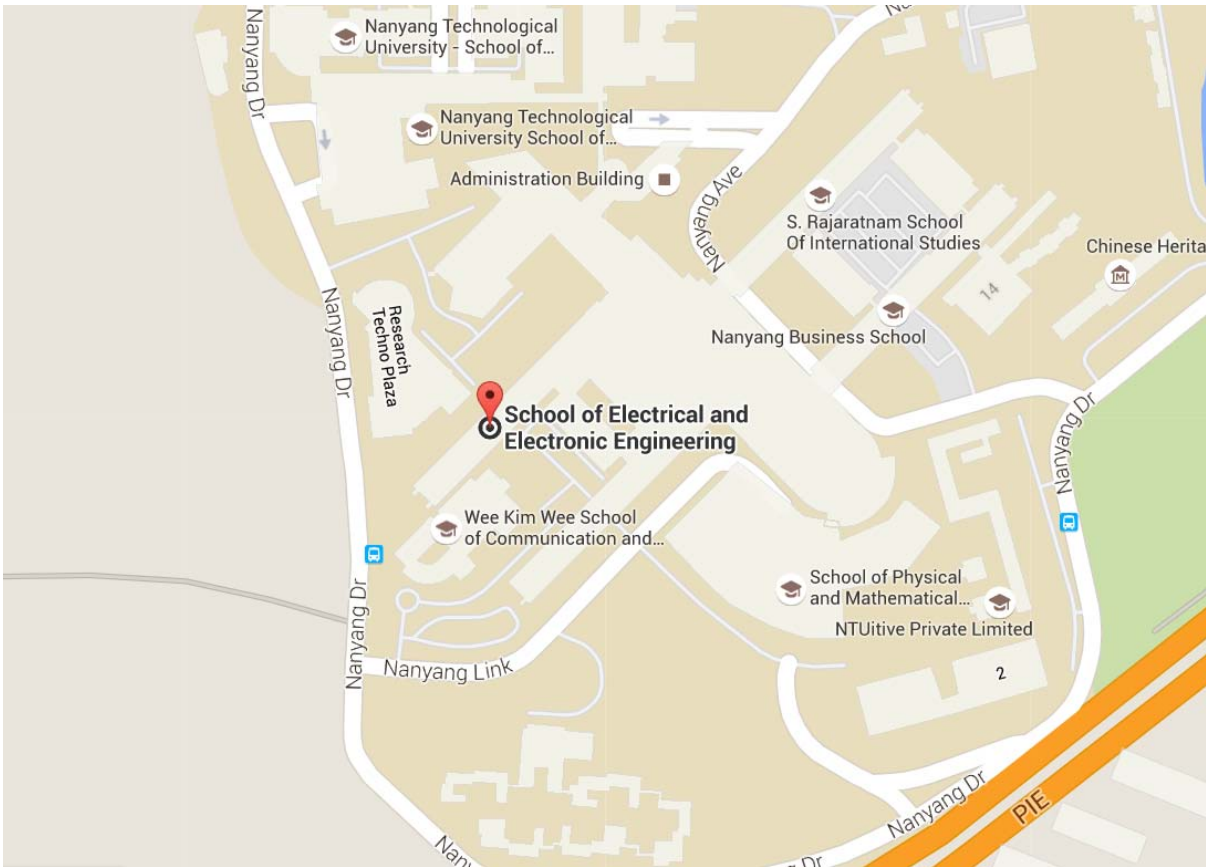 Nanyang Technological
University - School of...
Nanyang Dr
Nanyang Technological
University School of...
Administration Building
Nanyang Ave
S. Rajaratnam School
Of International Studies
Chinese Herita
14
Nanyang Dr
Research
Techno Plaza
Nanyang Business School
School of Electrical and
Electronic Engineering
Nanyang Dr
Nanyang Dr
Wee Kim Wee School
of Communication and...
School of Physical
and Mathematical...
NTUitive Private Limited
Nanyang Dr
Nanyang Link
2
Nanyang Dr
PIE
Nany
Dr